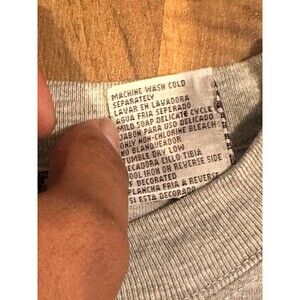 MACHINE WASH COLD
SEPARATELY
LAVAR EN LAVADORA
AGUA FRIA SEPERADO
MILD SOAP DELICATE CYCLE
JABON PARA USO DELICADO
ONLY NON-CHLORINE BLEACH
NO BLANQUEADOR
TUMBLE DRY LOW
SECADORA CILLO TIBIA
COOL IRON ON REVERSE SIDE
IF DECORATED
PLANCHA FRIA A REVERSE
SI ESTA DECORADO